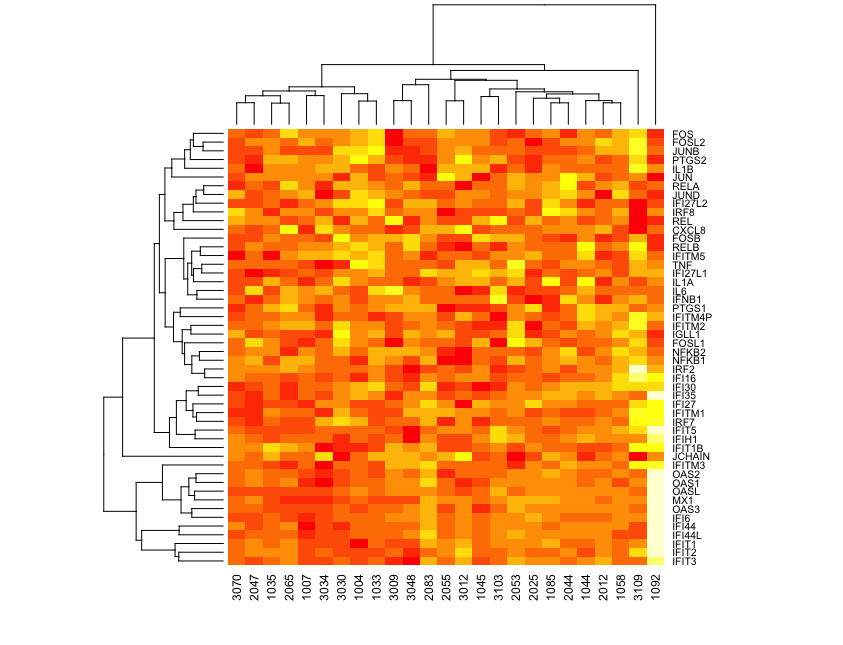 FOS
FOSL2
JUNB
PTGS2
IL1B
JUN
RELA
JUND
IFI27L2
IRF8
REL
CXCL8
FOSB
RELB
IFITM5
TNF
IFI27L1
IL1A
IL6
IFNB1
PTGS1
IFITM4P
IFITM2
IGLL1
FOSL1
NFKB2
NFKB1
IRF2
IFI16
IFI30
IFI35
IFI27
IFITM1
IRF7
IFIT5
IFIH1
IFIT1B
JCHAIN
IFITM3
OAS2
OAS1
OASL
MX1
OAS3
IFI6
IFI44
IFI44L
IFIT1
IFIT2
IFIT3
3070 2047 1035 2065 1007 3034 3030 1004 1033 3009 3048 2083 2055 3012 1045 3103 2053 2025 1085 2044 1044 2012 1058 3109 1092